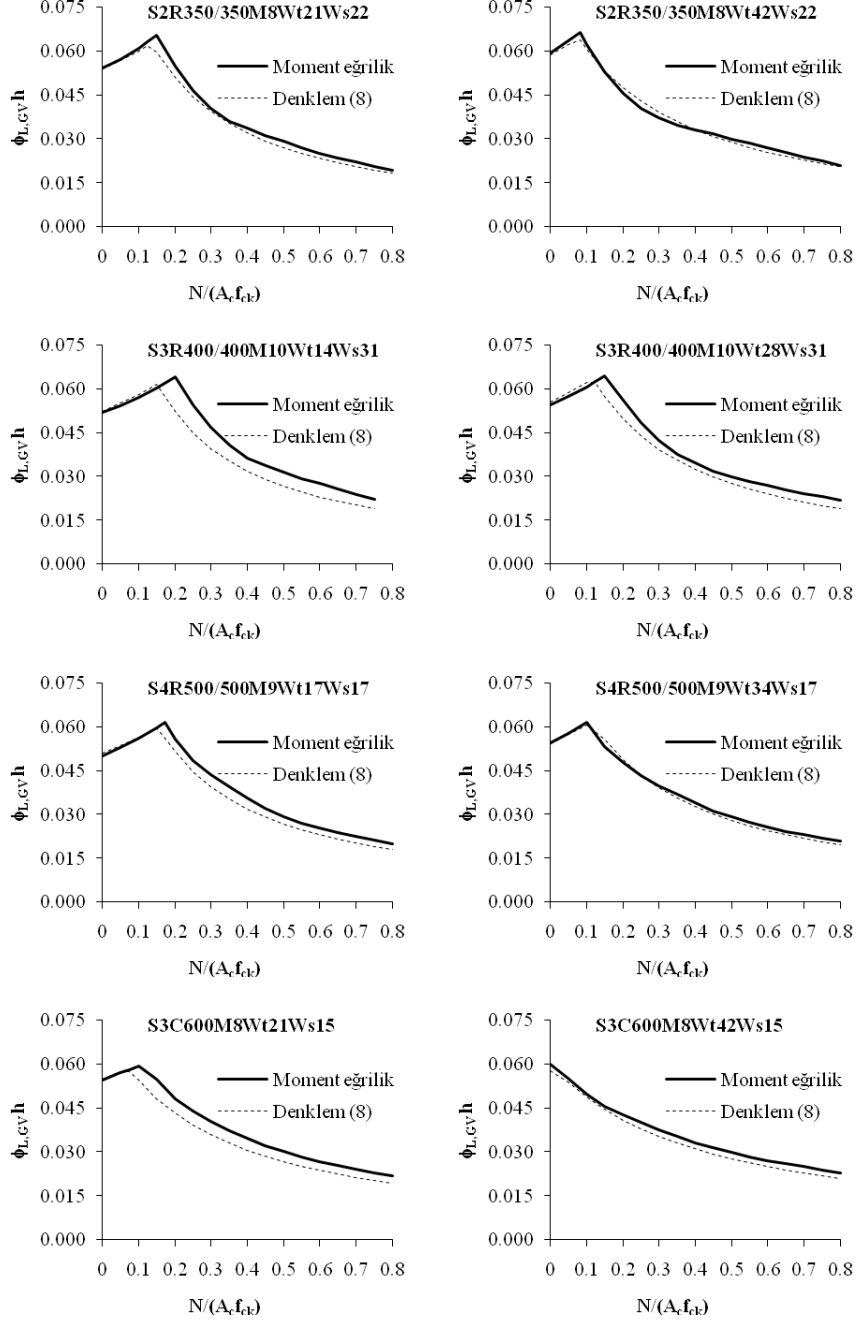 S2R350/350M8Wt21Ws22
0.075
0.060
0.045
0.030
0.015
0.000
ϕL,GV h
Moment eğrilik
Denklem (8)
0 0.1 0.2 0.3 0.4 0.5 0.6 0.7 0.8
N/(Acfck)
S2R350/350M8Wt42Ws22
0.075
0.060
0.045
0.030
0.015
0.000
ϕL,GV h
Moment eğrilik
Denklem (8)
0 0.1 0.2 0.3 0.4 0.5 0.6 0.7 0.8
N/(Acfck)
S3R400/400M10Wt14Ws31
0.075
0.060
0.045
0.030
0.015
0.000
ϕL,GV h
Moment eğrilik
Denklem (8)
0 0.1 0.2 0.3 0.4 0.5 0.6 0.7 0.8
N/(Acfck)
S3R400/400M10Wt28Ws31
0.075
0.060
0.045
0.030
0.015
0.000
ϕL,GV h
Moment eğrilik
Denklem (8)
0 0.1 0.2 0.3 0.4 0.5 0.6 0.7 0.8
N/(Acfck)
S4R500/500M9Wt17Ws17
0.075
0.060
0.045
0.030
0.015
0.000
ϕL,GV h
Moment eğrilik
Denklem (8)
0 0.1 0.2 0.3 0.4 0.5 0.6 0.7 0.8
N/(Acfck)
S4R500/500M9Wt34Ws17
0.075
0.060
0.045
0.030
0.015
0.000
ϕL,GV h
Moment eğrilik
Denklem (8)
0 0.1 0.2 0.3 0.4 0.5 0.6 0.7 0.8
N/(Acfck)
S3C600M8Wt21Ws15
0.075
0.060
0.045
0.030
0.015
0.000
ϕL,GV h
Moment eğrilik
Denklem (8)
0 0.1 0.2 0.3 0.4 0.5 0.6 0.7 0.8
N/(Acfck)
S3C600M8Wt42Ws15
0.075
0.060
0.045
0.030
0.015
0.000
ϕL,GV h
Moment eğrilik
Denklem (8)
0 0.1 0.2 0.3 0.4 0.5 0.6 0.7 0.8
N/(Acfck)